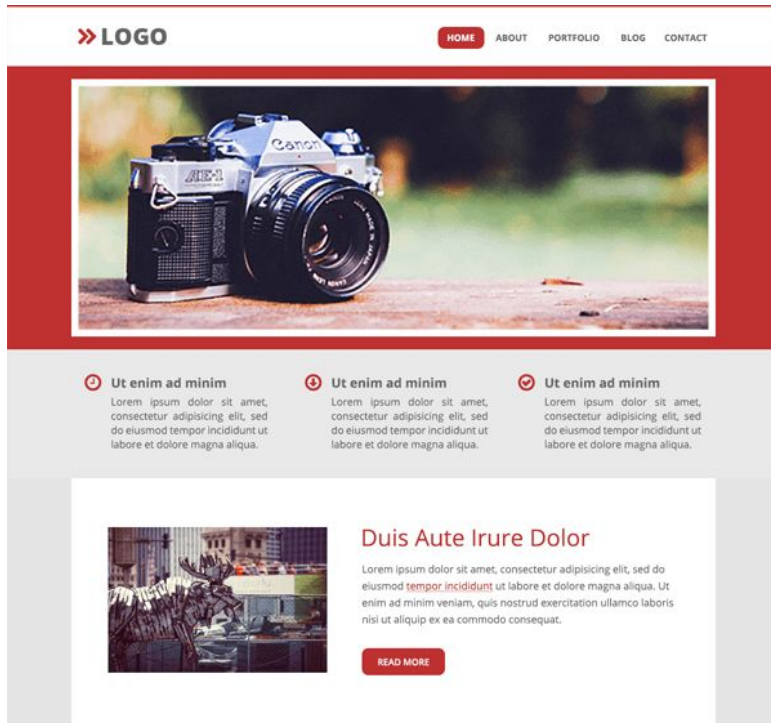 LOGO
HOME ABOUT PORTFOLIO BLOG CONTACT
Canon
AE-1
Ut enim ad minim
Lorem ipsum dolor sit amet,
consectetur adipisicing elit, sed
do eiusmod tempor incididunt ut
labore et dolore magna aliqua.
Ut enim ad minim
Lorem ipsum dolor sit amet,
consectetur adipisicing elit, sed
do eiusmod tempor incididunt ut
labore et dolore magna aliqua.
Ut enim ad minim
Lorem ipsum dolor sit amet,
consectetur adipisicing elit, sed
do eiusmod tempor incididunt ut
labore et dolore magna aliqua.
Duis Aute Irure Dolor
Lorem ipsum dolor sit amet, consectetur adipisicing elit, sed do
eiusmod tempor incididunt ut labore et dolore magna aliqua. Ut
enim ad minim veniam, quis nostrud exercitation ullamco laboris
nisi ut aliquip ex ea commodo consequat.
READ MORE